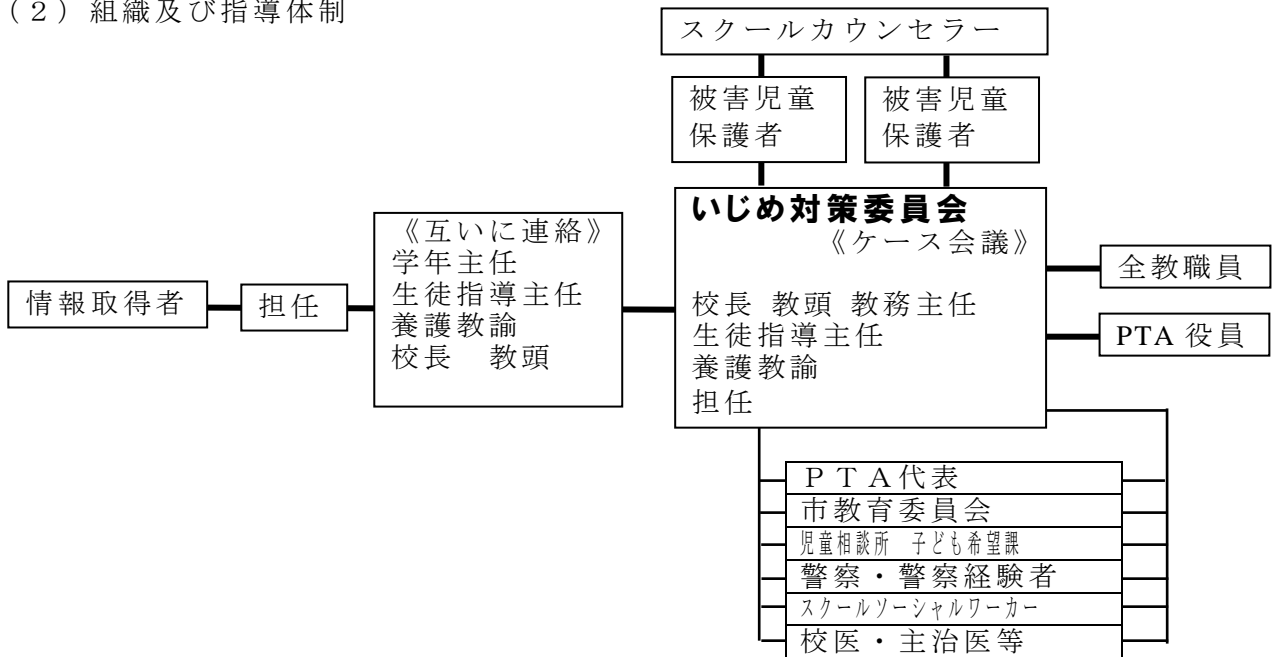 （２）組織及び指導体制
スクールカウンセラー
被害児童
保護者
被害児童
保護者
情報取得者
担任
《互いに連絡》
学年主任
生徒指導主任
養護教諭
校長　教頭
いじめ対策委員会
《ケース会議》
校長 教頭 教務主任
生徒指導主任
養護教諭
担任
全教職員
PTA 役員
ＰＴＡ代表
市教育委員会
児童相談所　子ども希望課
警察・警察経験者
スクールソーシャルワーカー
校医・主治医等